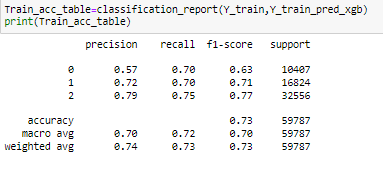 Train_acc_table=classification_report(Y_train,Y_train_pred_xgb)
print(Train_acc_table)
precision recall f1-score support
0 0.57 0.70 0.63 10407
1 0.72 0.70 0.71 16824
2 0.79 0.75 0.77 32556
accuracy 0.73 59787
macro avg 0.70 0.72 0.70 59787
weighted avg 0.74 0.73 0.73 59787